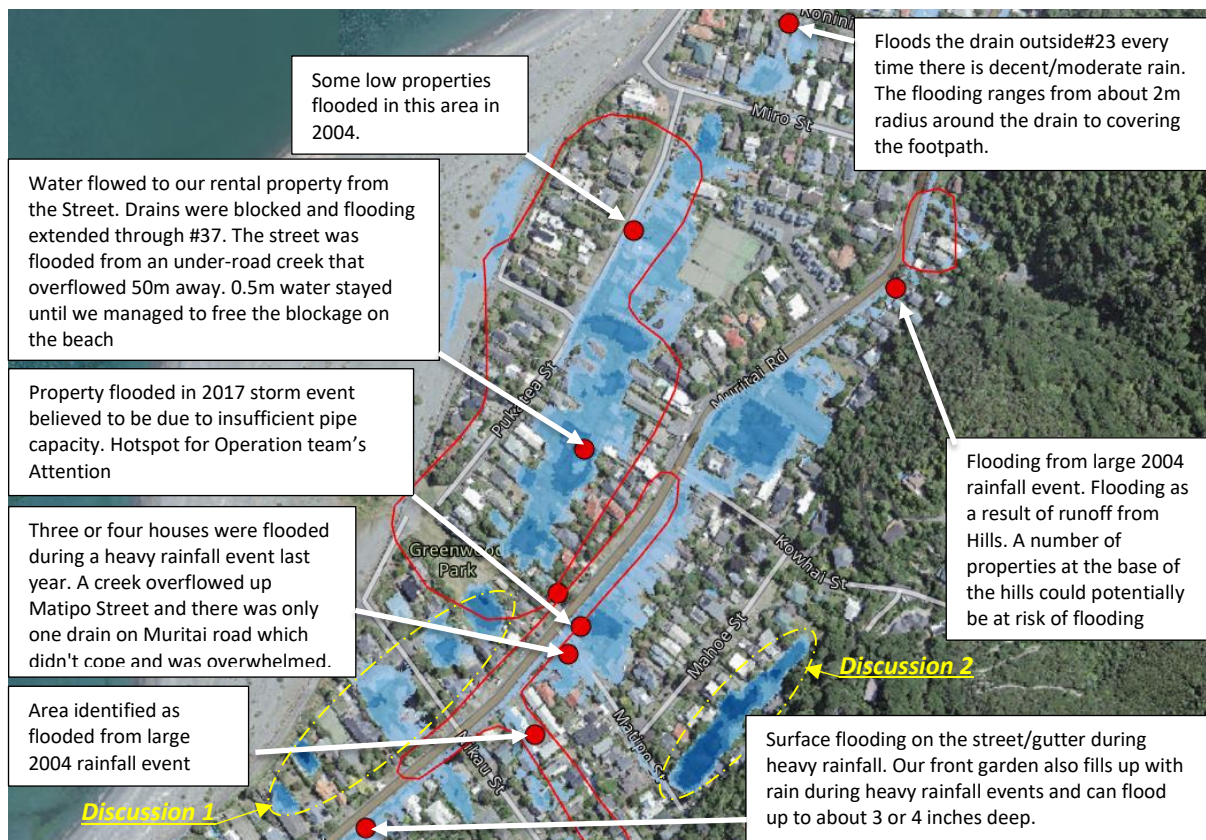 Some low properties
flooded in this area in
2004.
Floods the drain outside#23 every
time there is decent/moderate rain.
The flooding ranges from about 2m
radius around the drain to covering
the footpath.
Water flowed to our rental property from
the Street. Drains were blocked and flooding
extended through #37. The street was
flooded from an under-road creek that
overflowed 50m away. 0.5m water stayed
until we managed to free the blockage on
the beach
Property flooded in 2017 storm event
believed to be due to insufficient pipe
capacity. Hotspot for Operation team's
Attention
Three or four houses were flooded
during a heavy rainfall event last
year. A creek overflowed up
Matipo Street and there was only
one drain on Muritai road which
didn't cope and was overwhelmed.
Area identified as
flooded from large
2004 rainfall event
Flooding from large 2004
rainfall event. Flooding as
a result of runoff from
Hills. A number of
properties at the base of
the hills could potentially
be at risk of flooding
Surface flooding on the street/gutter during
heavy rainfall. Our front garden also fills up with
rain during heavy rainfall events and can flood
up to about 3 or 4 inches deep.
Miro St
Pukatea St
Muritai Rd
Greenwood
Park
Kowhai St
Mahoe St
Matipo St
Discussion 1
Discussion 2